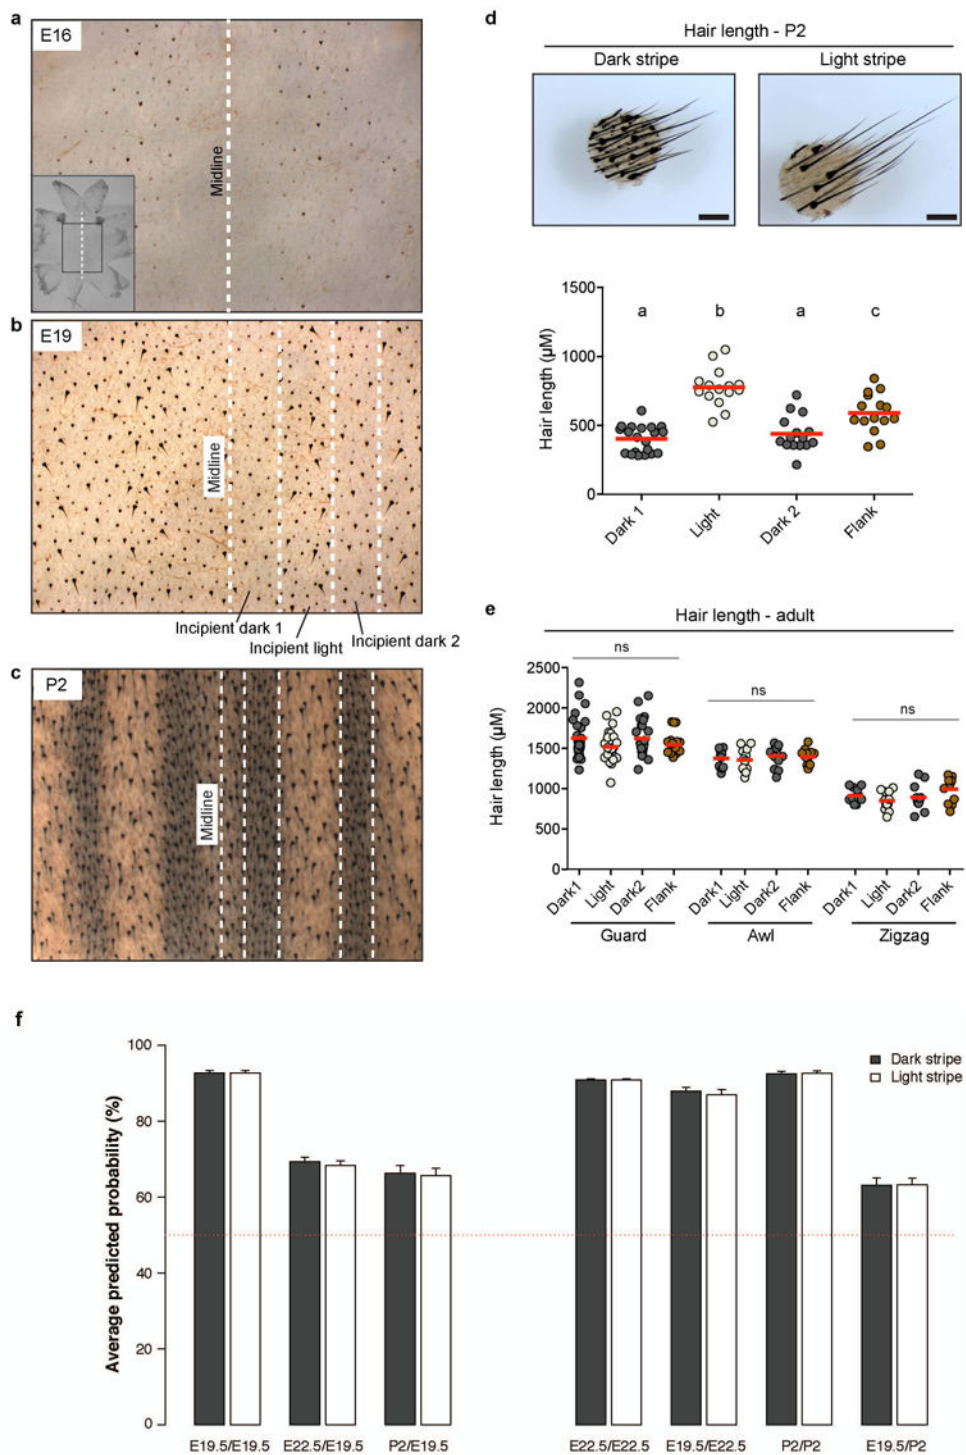 a
E16
Midline
b
E19
Midline
Incipient dark 1
Incipient light
Incipient dark 2
c
P2
Midline
d
Hair length - P2
Dark stripe
Light stripe
1500
1000
500
0
Hair length (µM)
a
b
a
c
Dark 1
Light
Dark 2
Flank
e
Hair length - adult
2500
2000
1500
1000
500
0
Hair length (µM)
ns
ns
ns
Dark1
Light
Dark2
Flank
Dark1
Light
Dark2
Flank
Dark1
Light
Dark2
Flank
Guard
Awl
Zigzag
f
100
80
60
40
20
0
Average predicted probability (%)
Dark stripe
Light stripe
E19.5/E19.5
E22.5/E19.5
P2/E19.5
E22.5/E22.5
E19.5/E22.5
P2/P2
E19.5/P2